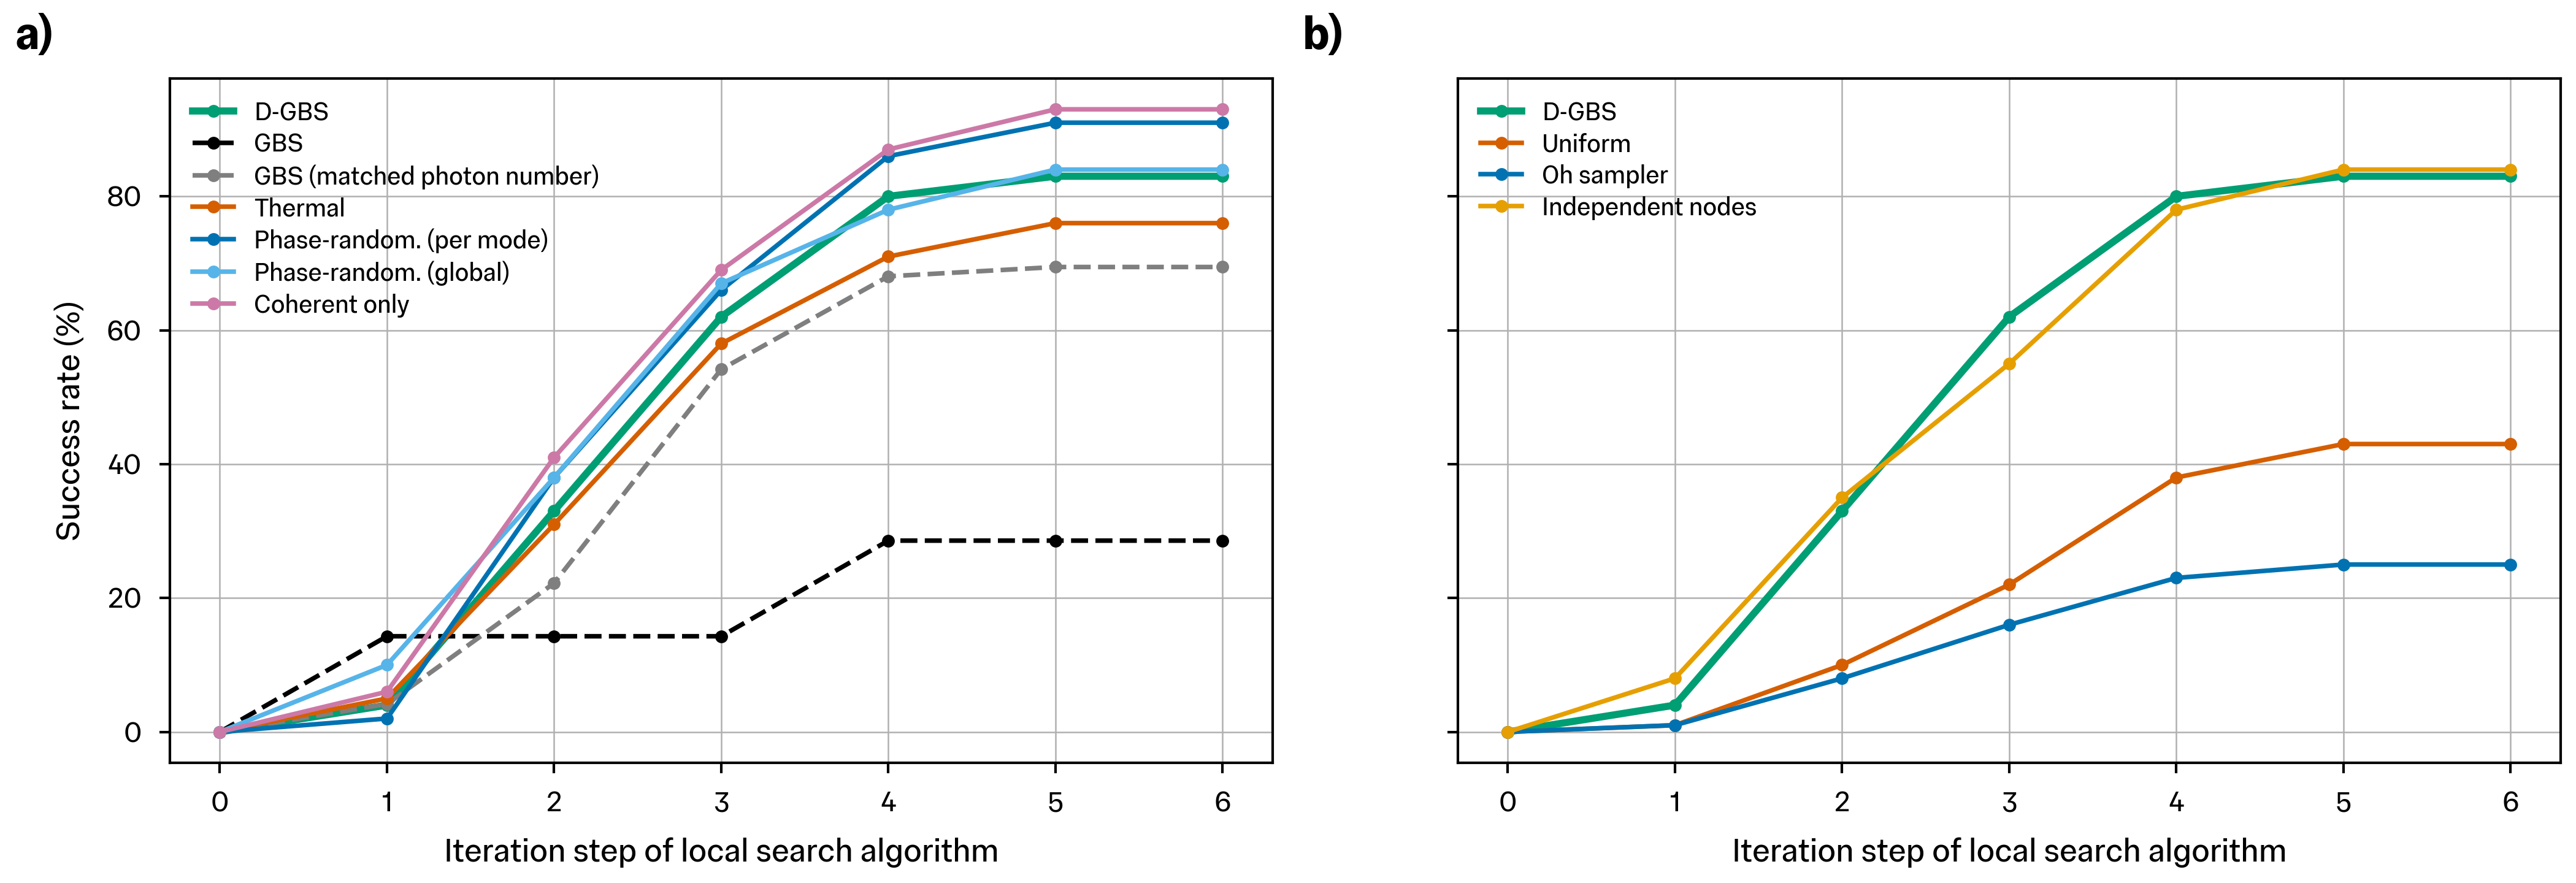 a)
D-GBS
GBS
GBS (matched photon number)
Thermal
Phase-random. (per mode)
Phase-random. (global)
Coherent only
Success rate (%)
80
60
40
20
0
0 1 2 3 4 5 6
Iteration step of local search algorithm
b)
D-GBS
Uniform
Oh sampler
Independent nodes
0 1 2 3 4 5 6
Iteration step of local search algorithm